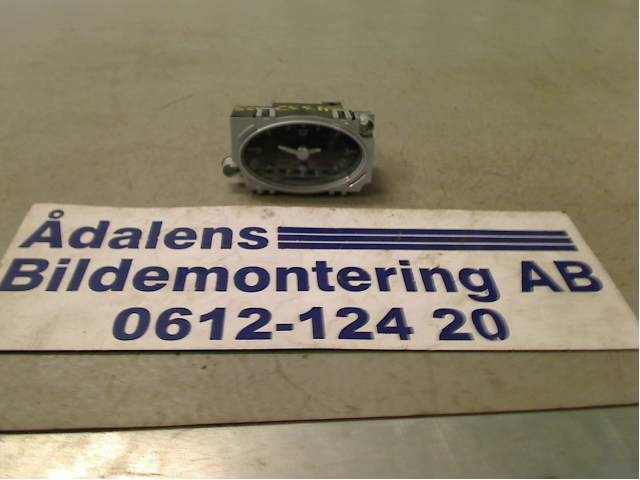 Ådalens
Bildemontering AB
0612-124 20